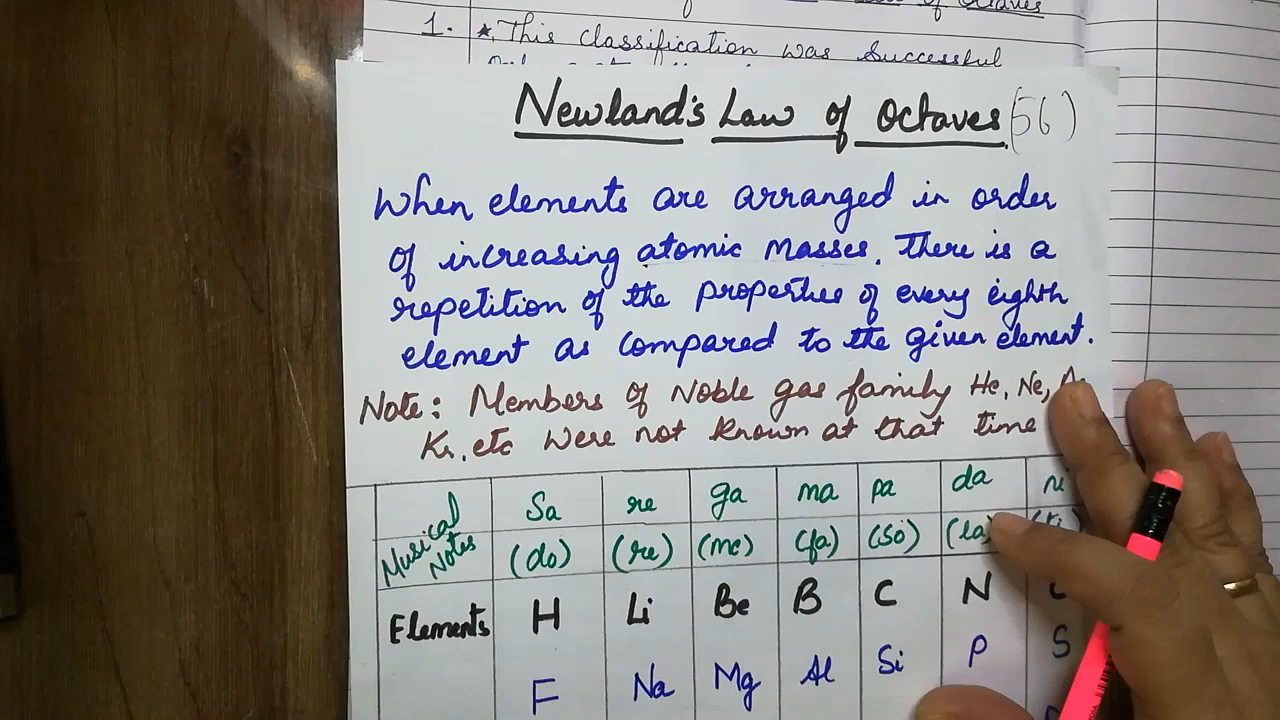 of Octaves
1. ★ This classification was successful
Newland's Law of Octaves (56)
When elements are arranged in order
of increasing atomic masses, there is a
repetition of the properties of every eighth
element as compared to the given element.
Note: Members of Noble gas family He, Ne,
Kr, etc were not known at that time
Musical Notes Sa re ga ma pa da
(do) (re) (me) (fa) (so) (la)
Elements H Li Be B C N
F Na Mg Al Si P S